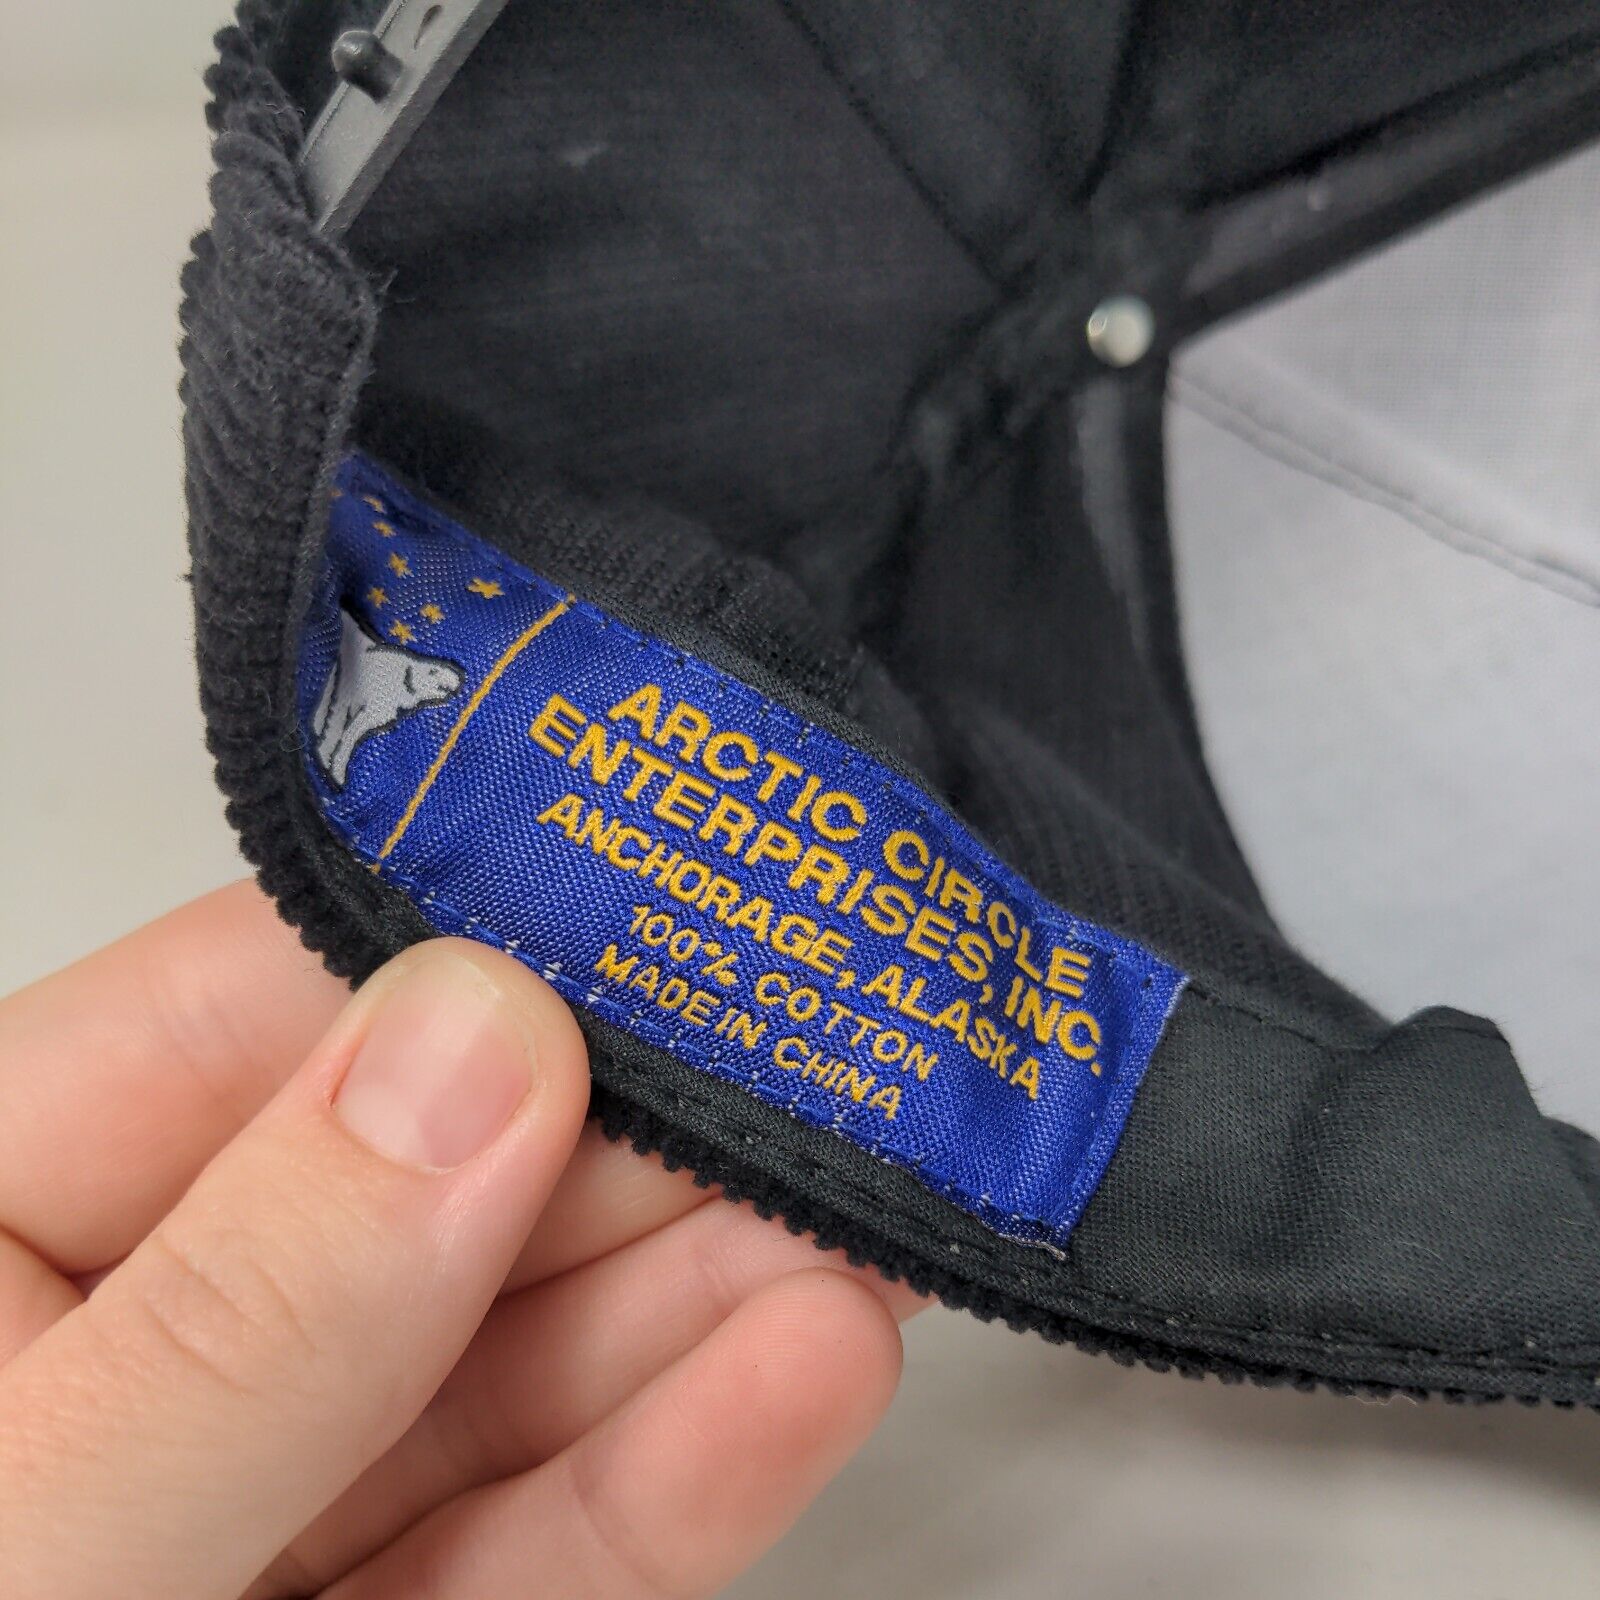 ARCTIC CIRCLE
ENTERPRISES, INC.
ANCHORAGE, ALASKA
100% COTTON
MADE IN CHINA